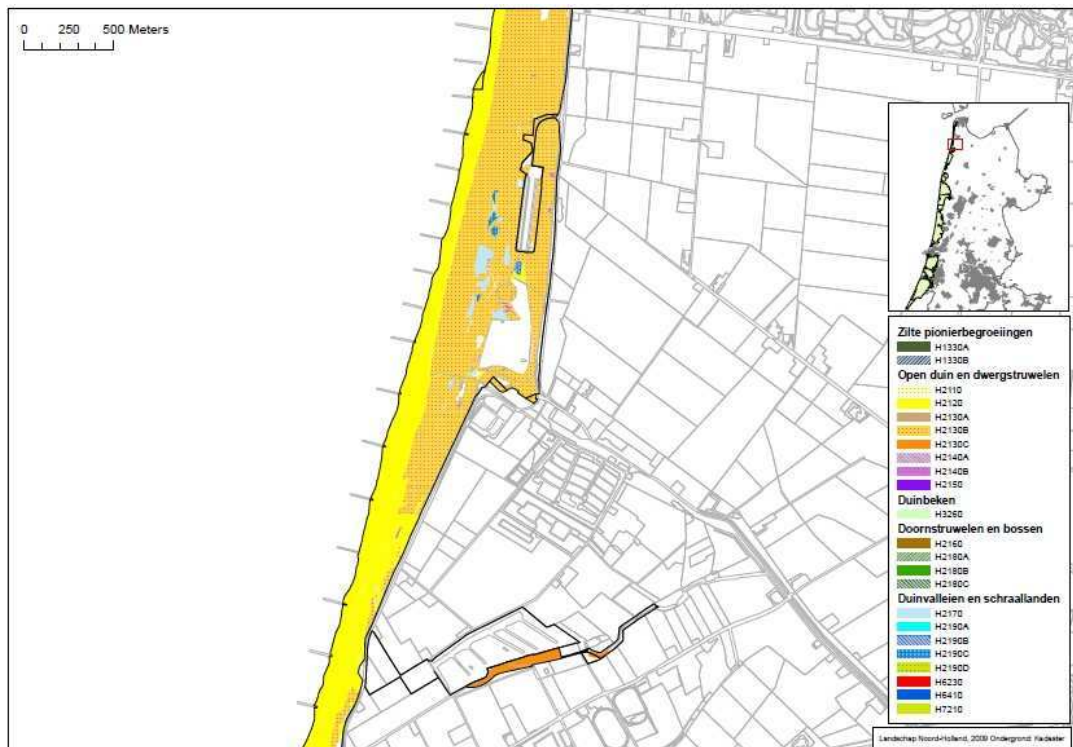 0 250 500 Meters
Zilte pionierbegroeiingen
H1330A
H1330B
Open duin en dwergstruwelen
H2110
H2120
H2130A
H2130B
H2130C
H2140A
H2140B
H2150
Duinbeken
H3260
Doornstruwelen en bossen
H2160
H2180A
H2180B
H2180C
Duinvalleien en schraallanden
H2170
H2190A
H2190B
H2190C
H2190D
H6230
H6410
H7210
Landschap Noord-Holland, 2009 Ondergrond: Kadaster